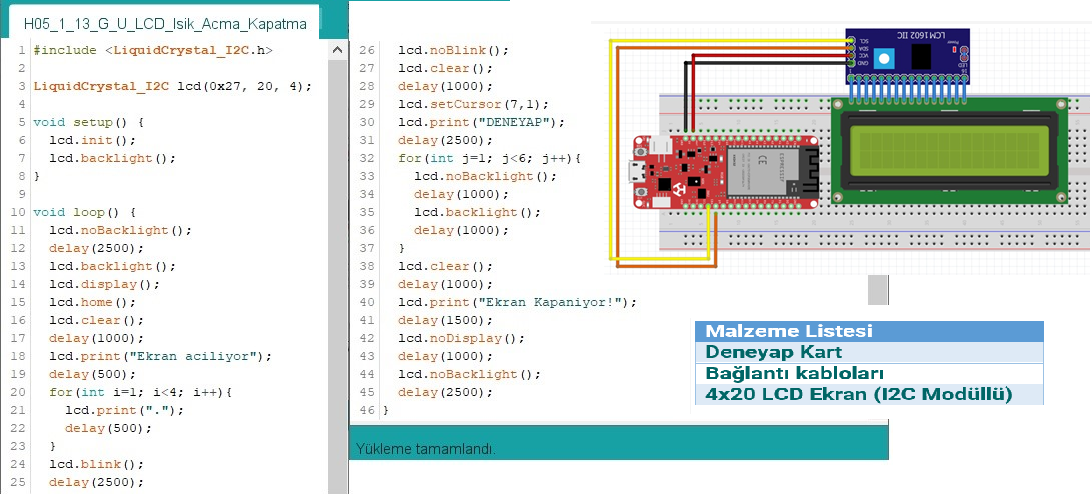 H05_1_13_G_U_LCD_Isik_Acma_Kapatma
1 #include <LiquidCrystal_I2C.h>
2
3 LiquidCrystal_I2C lcd(0x27, 20, 4);
4
5 void setup() {
6 lcd.init();
7 lcd.backlight();
8 }
9
10 void loop() {
11 lcd.noBacklight();
12 delay(2500);
13 lcd.backlight();
14 lcd.display();
15 lcd.home();
16 lcd.clear();
17 delay(1000);
18 lcd.print("Ekran aciliyor");
19 delay(500);
20 for(int i=1; i<4; i++){
21 lcd.print(".");
22 delay(500);
23 }
24 lcd.blink();
25 delay(2500);
26 lcd.noBlink();
27 lcd.clear();
28 delay(1000);
29 lcd.setCursor(7,1);
30 lcd.print("DENEYAP");
31 delay(2500);
32 for(int j=1; j<6; j++){
33 lcd.noBacklight();
34 delay(1000);
35 lcd.backlight();
36 delay(1000);
37 }
38 lcd.clear();
39 delay(1000);
40 lcd.print("Ekran Kapaniyor!");
41 delay(1500);
42 lcd.noDisplay();
43 delay(1000);
44 lcd.noBacklight();
45 delay(2500);
46 }
Yükleme tamamlandı.
LCM1602 IIC
SCL
SDA
VCC
GND
Power
LED
1
16
CE
Malzeme Listesi
Deneyap Kart
Bağlantı kabloları
4x20 LCD Ekran (I2C Modüllü)